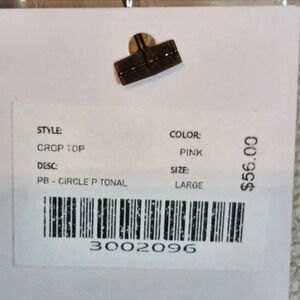 STYLE: COLOR:
CROP TOP PINK
DESC: SIZE:
PB - CIRCLE P TONAL LARGE
$56.00
3002096